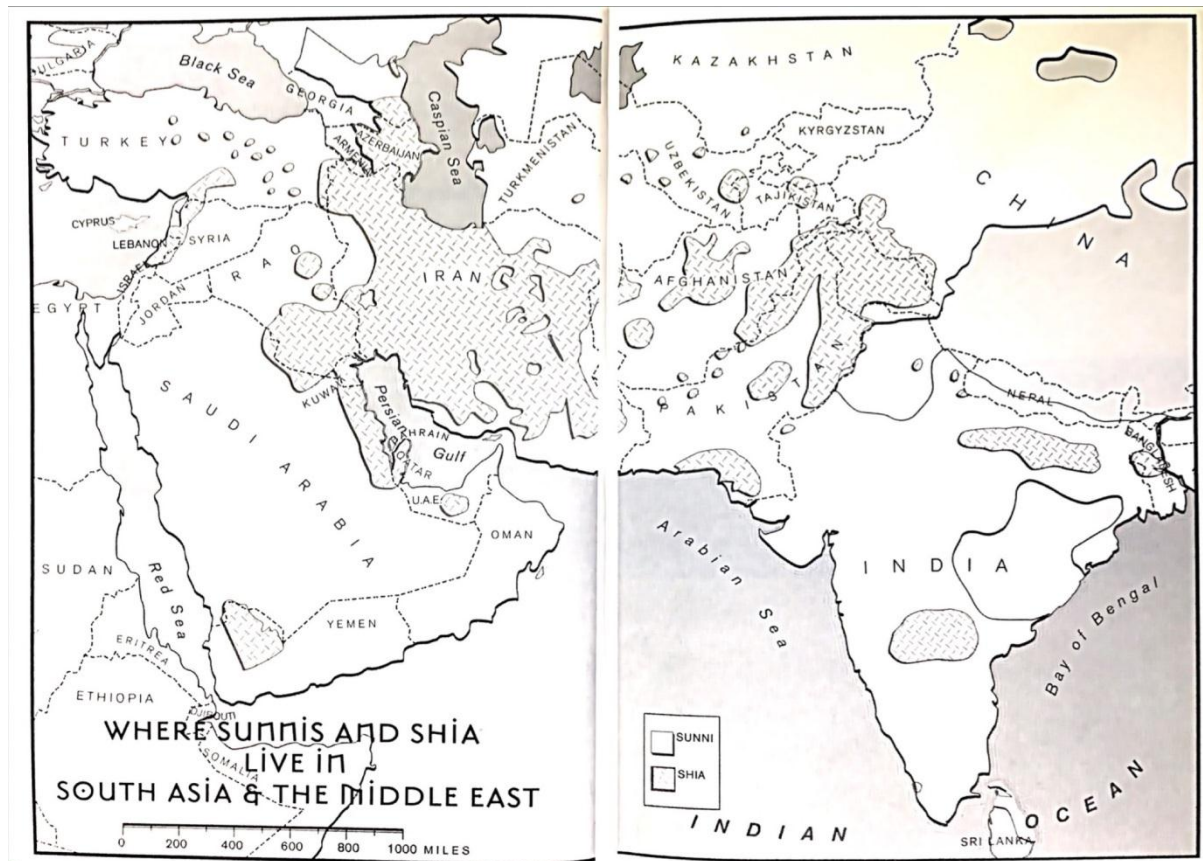 BULGARIA
Black Sea
GEORGIA
TURKEY
ARMENIA
AZERBAIJAN
Caspian Sea
TURKMENISTAN
CYPRUS
LEBANON
SYRIA
ISRAEL
IRA
IRAN
EGYPT
JORDAN
KUWAI
SAUDI ARABIA
Persian Gulf
HRAIN
QATAR
U.A.E
OMAN
SUDAN
Red Sea
YEMEN
ERITREA
ETHIOPIA
DJIBOUTI
SOMALIA
WHERE SUNNIS AND SHIA
LIVE IN
SOUTH ASIA & THE MIDDLE EAST
0 200 400 600 800 1000 MILES
KAZAKHSTAN
KYRGYZSTAN
UZBEKISTAN
TAJIKISTAN
CHINA
AFGHANISTAN
PAKISTAN
NEPAL
BANGLADESH
INDIA
Arabian Sea
Bay of Bengal
SUNNI
SHIA
INDIAN OCEAN
SRI LANKA